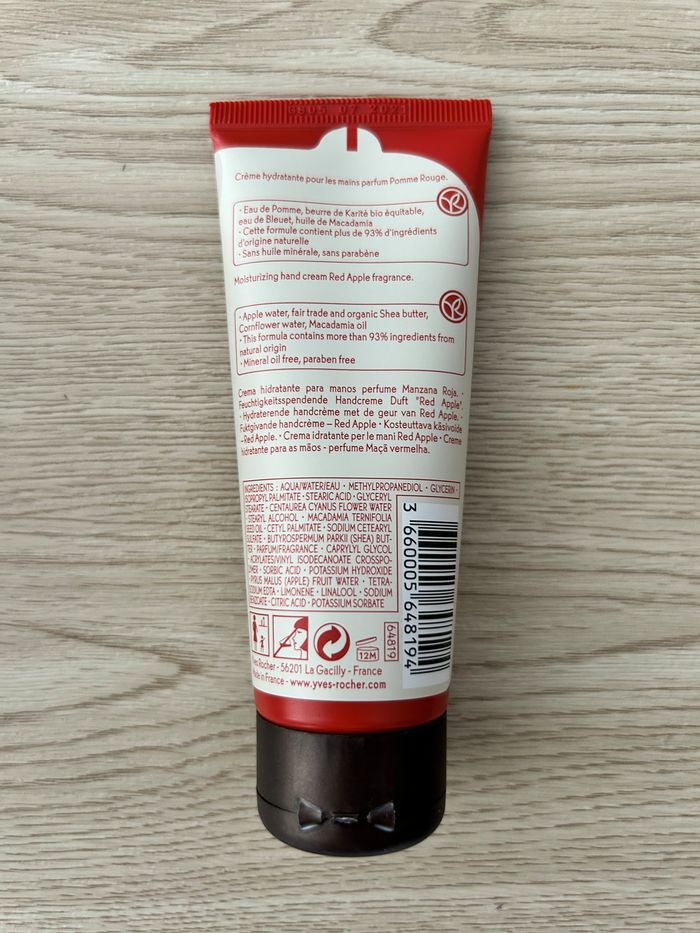 Crème hydratante pour les mains parfum Pomme Rouge.
• Eau de Pomme, beurre de Karité bio équitable,
eau de Bleuet, huile de Macadamia
• Cette formule contient plus de 93% d'ingrédients
d'origine naturelle
• Sans huile minérale, sans parabène
Moisturizing hand cream Red Apple fragrance.
• Apple water, fair trade and organic Shea butter,
Cornflower water, Macadamia oil
• This formula contains more than 93% ingredients from
natural origin
• Mineral oil free, paraben free
Crema hidratante para manos perfume Manzana Roja. •
Feuchtigkeitsspendende Handcreme Duft "Red Apple".
• Hydraterende handcrème met de geur van Red Apple. •
Fuktgivande handcrème – Red Apple • Kosteuttava käsivoide
–Red Apple. • Crema idratante per le mani Red Apple • Creme
hidratante para as mãos - perfume Maçã vermelha.
INGREDIENTS : AQUA/WATER/EAU • METHYLPROPANEDIOL • GLYCERIN •
ISOPROPYL PALMITATE • STEARIC ACID • GLYCERYL
STEARATE • CENTAUREA CYANUS FLOWER WATER
• STEARYL ALCOHOL • MACADAMIA TERNIFOLIA
SEED OIL • CETYL PALMITATE • SODIUM CETEARYL
SULFATE • BUTYROSPERMUM PARKII (SHEA) BUT-
TER • PARFUM/FRAGRANCE • CAPRYLYL GLYCOL
• ACRYLATES/VINYL ISODECANOATE CROSSPO-
LYMER • SORBIC ACID • POTASSIUM HYDROXIDE
• PYRUS MALUS (APPLE) FRUIT WATER • TETRA-
SODIUM EDTA • LIMONENE • LINALOOL • SODIUM
BENZOATE • CITRIC ACID • POTASSIUM SORBATE
3 660005 648194
64819
12M
Yves Rocher - 56201 La Gacilly - France
Made in France - www.yves-rocher.com